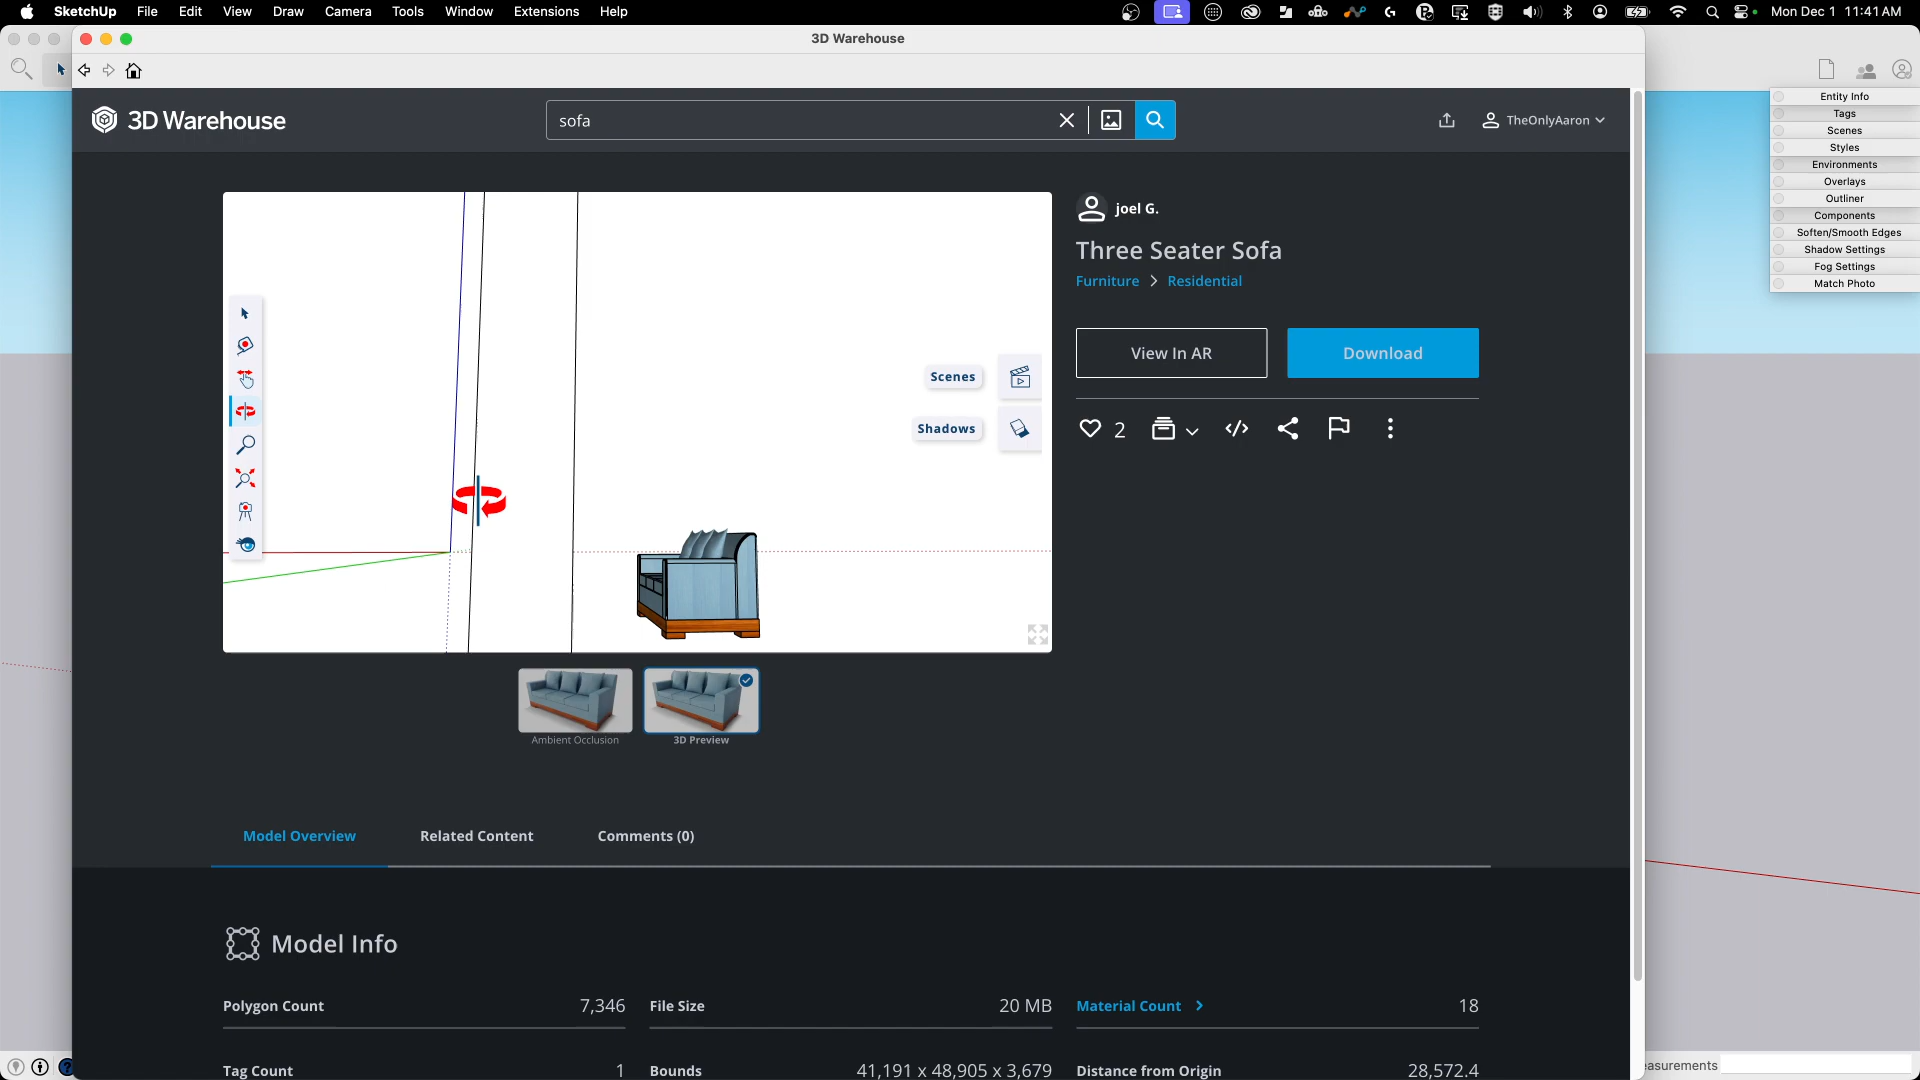 SketchUp File Edit View Draw Camera Tools Window Extensions Help Mon Dec 1 11:41 AM
3D Warehouse
3D Warehouse
sofa
TheOnlyAaron
Entity Info
Tags
Scenes
Styles
Environments
Overlays
Outliner
Components
Soften/Smooth Edges
Shadow Settings
Fog Settings
Match Photo
joel G.
Three Seater Sofa
Furniture > Residential
View In AR Download
2
Scenes
Shadows
Ambient Occlusion 3D Preview
Model Overview Related Content Comments (0)
Model Info
Polygon Count 7,346 File Size 20 MB Material Count > 18
Tag Count 1 Bounds 41,191 x 48,905 x 3,679 Distance from Origin 28,572.4
easurements